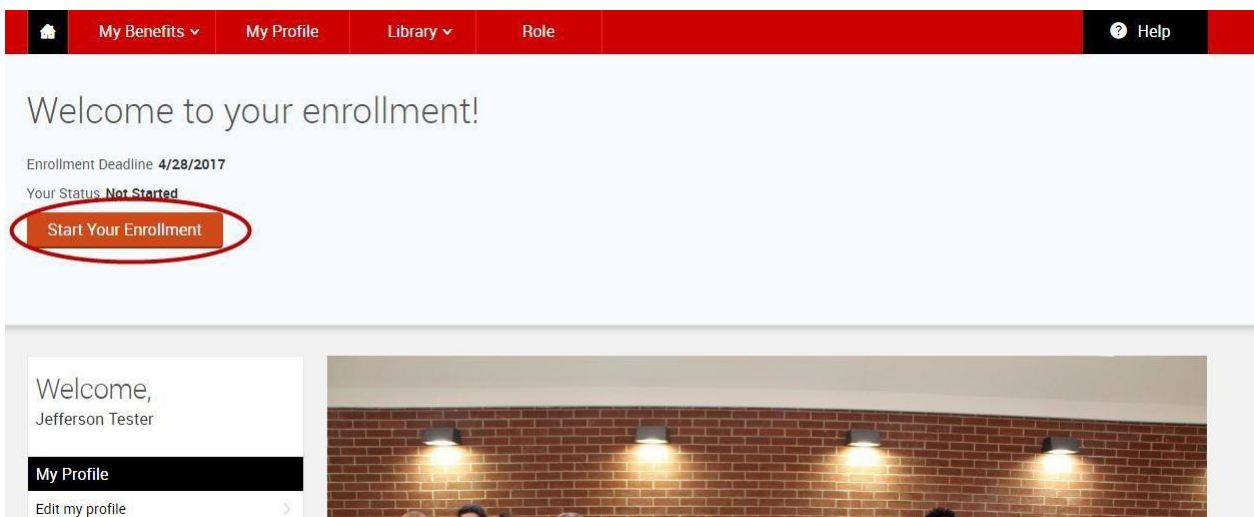 My Benefits My Profile Library Role Help
Welcome to your enrollment!
Enrollment Deadline 4/28/2017
Your Status Not Started
Start Your Enrollment
Welcome,
Jefferson Tester
My Profile
Edit my profile